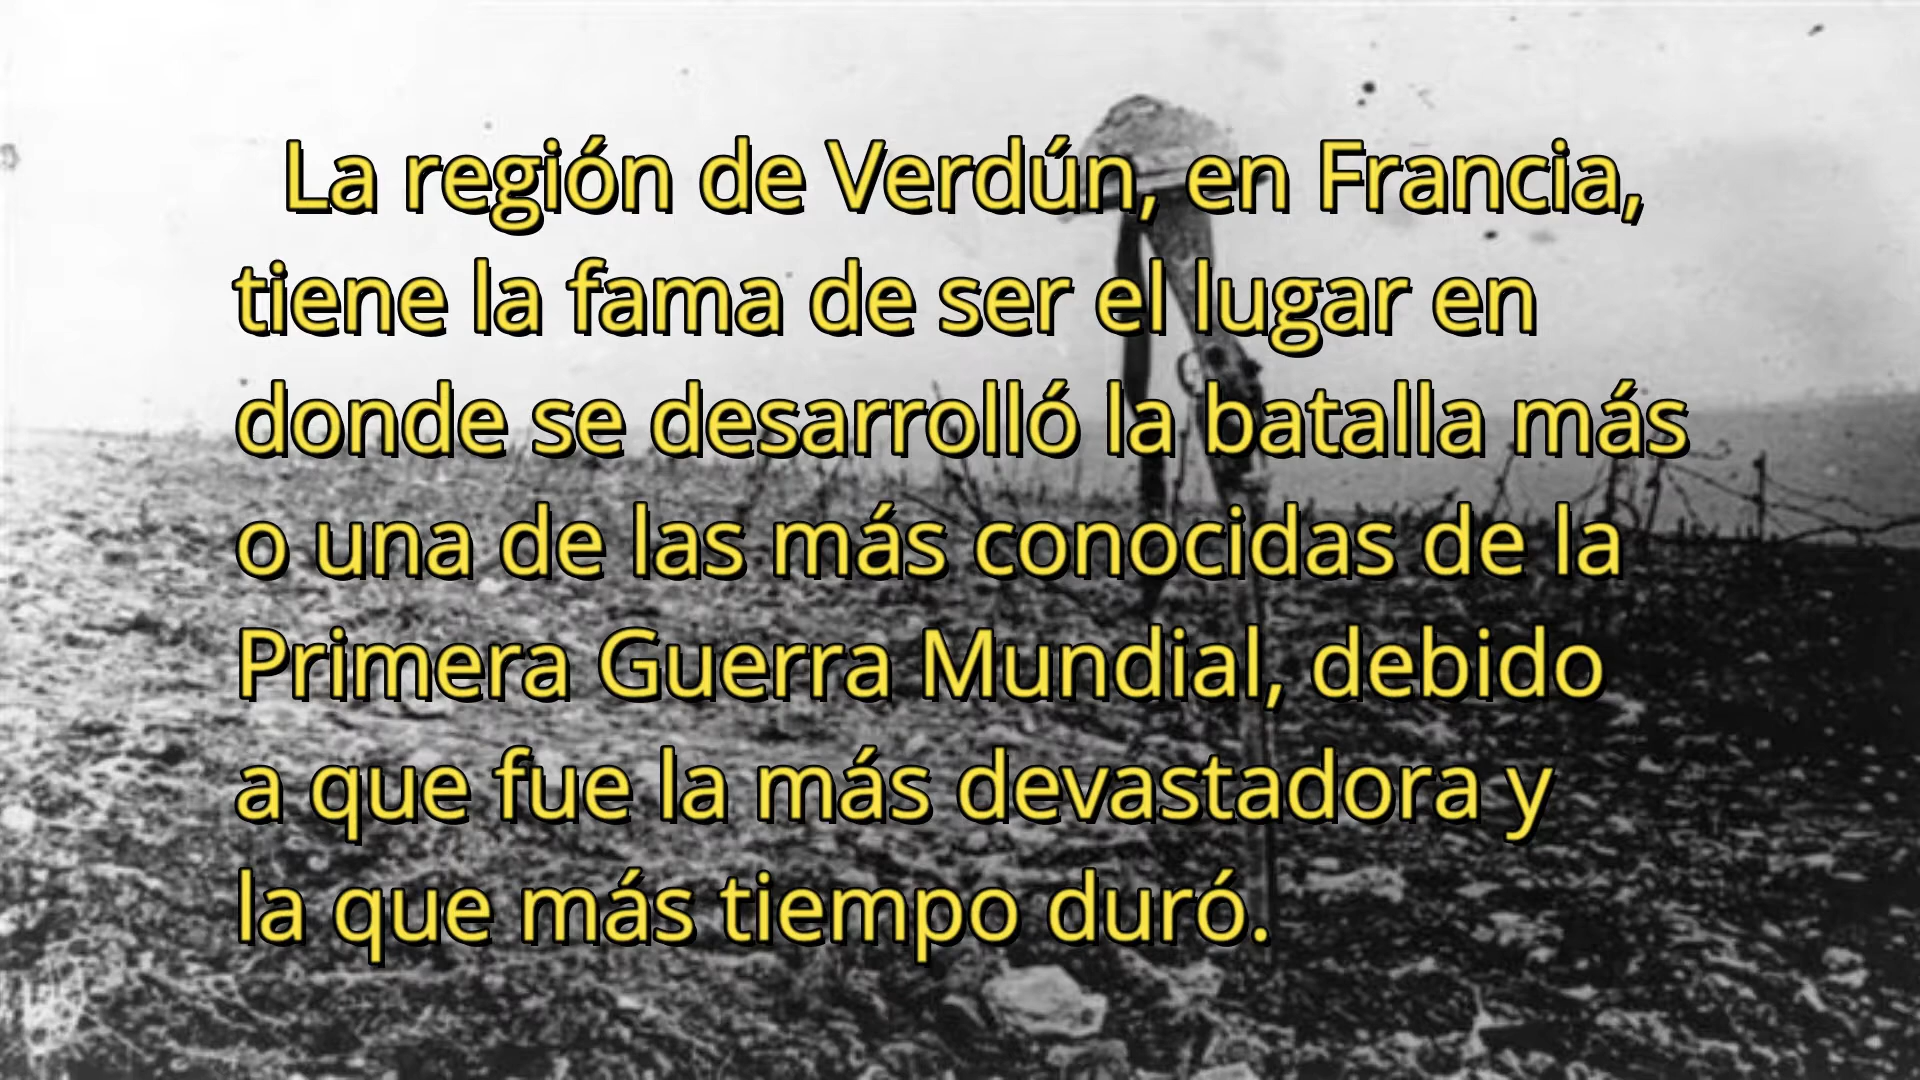 La región de Verdún, en Francia,
tiene la fama de ser el lugar en
donde se desarrolló la batalla más
o una de las más conocidas de la
Primera Guerra Mundial, debido
a que fue la más devastadora y
la que más tiempo duró.